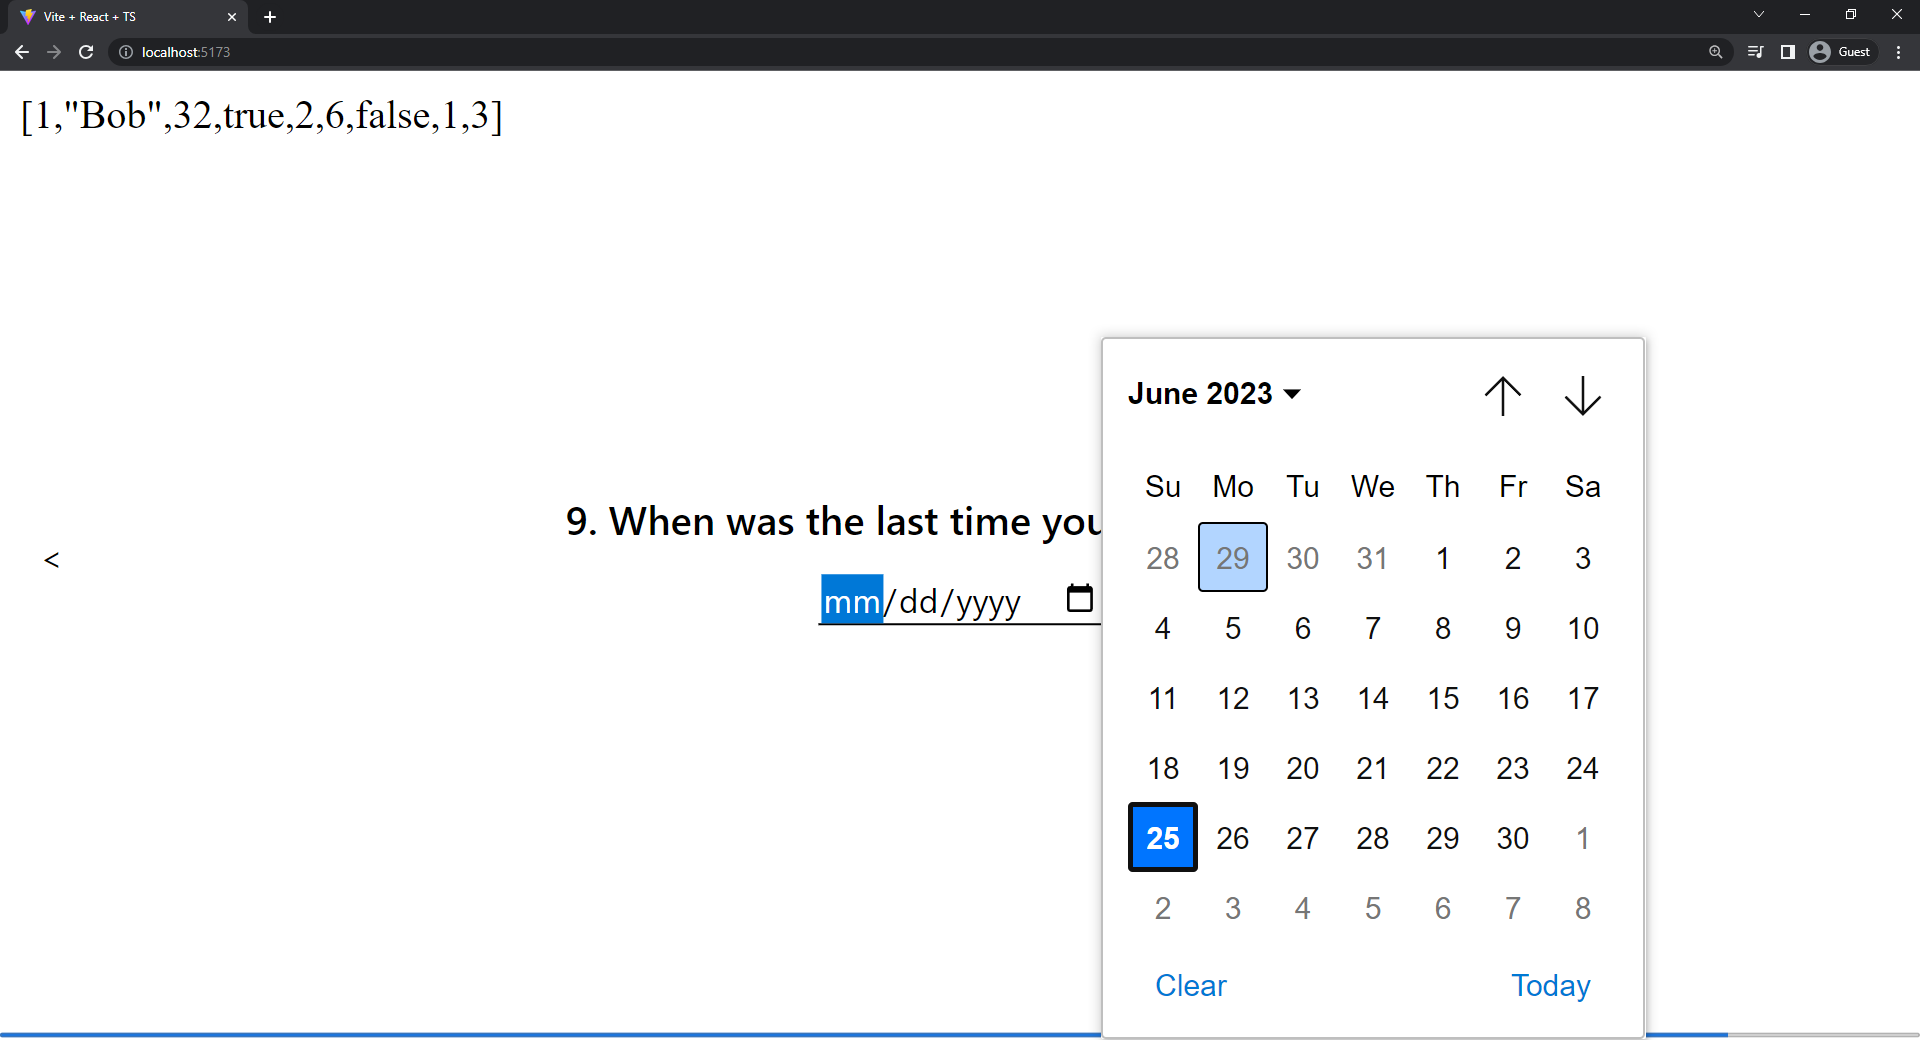 Vite + React + TS
localhost:5173
Guest
[1,"Bob",32,true,2,6,false,1,3]
June 2023
Su Mo Tu We Th Fr Sa
28 29 30 31 1 2 3
4 5 6 7 8 9 10
11 12 13 14 15 16 17
18 19 20 21 22 23 24
25 26 27 28 29 30 1
2 3 4 5 6 7 8
Clear Today
9. When was the last time you
<
mm/dd/yyyy